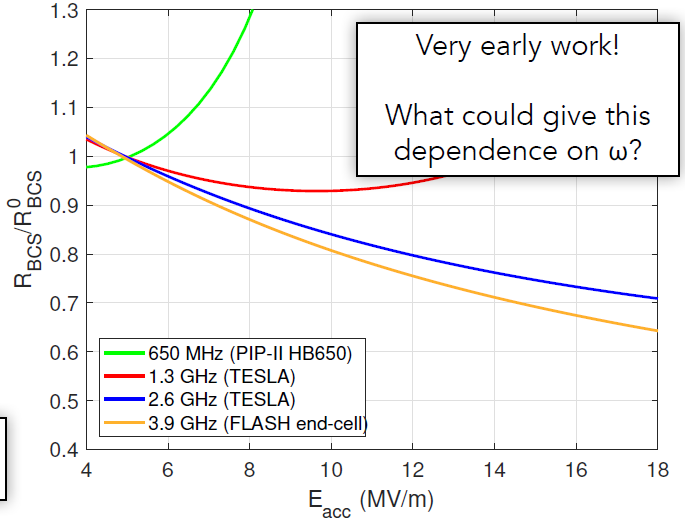 Very early work!
What could give this
dependence on ω?
1.3
1.2
1.1
1
0.9
0.8
0.7
0.6
0.5
0.4
R_BCS/R^0_BCS
650 MHz (PIP-II HB650)
1.3 GHz (TESLA)
2.6 GHz (TESLA)
3.9 GHz (FLASH end-cell)
4 6 8 10 12 14 16 18
E_acc (MV/m)